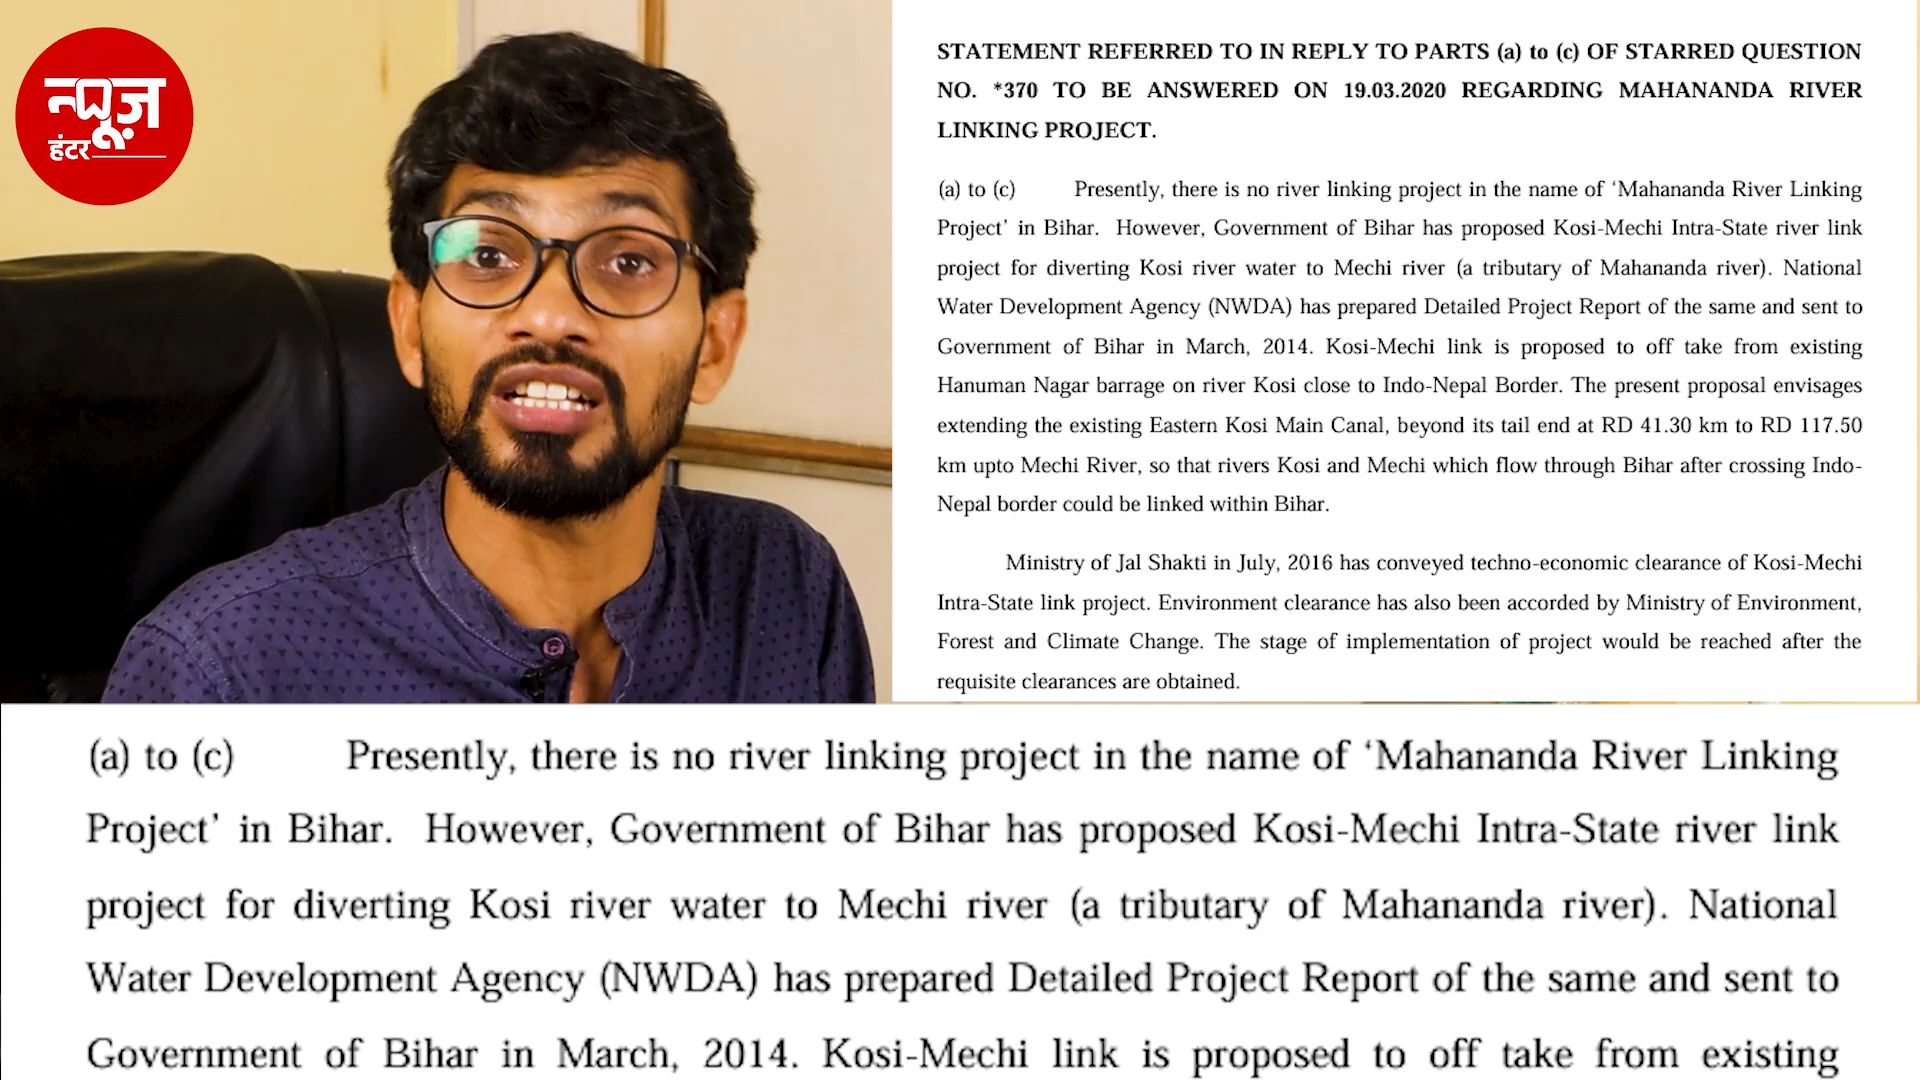 न्यूज़
हंटर
STATEMENT REFERRED TO IN REPLY TO PARTS (a) to (c) OF STARRED QUESTION
NO. *370 TO BE ANSWERED ON 19.03.2020 REGARDING MAHANANDA RIVER
LINKING PROJECT.
(a) to (c) Presently, there is no river linking project in the name of ‘Mahananda River Linking
Project’ in Bihar. However, Government of Bihar has proposed Kosi-Mechi Intra-State river link
project for diverting Kosi river water to Mechi river (a tributary of Mahananda river). National
Water Development Agency (NWDA) has prepared Detailed Project Report of the same and sent to
Government of Bihar in March, 2014. Kosi-Mechi link is proposed to off take from existing
Hanuman Nagar barrage on river Kosi close to Indo-Nepal Border. The present proposal envisages
extending the existing Eastern Kosi Main Canal, beyond its tail end at RD 41.30 km to RD 117.50
km upto Mechi River, so that rivers Kosi and Mechi which flow through Bihar after crossing Indo-
Nepal border could be linked within Bihar.
Ministry of Jal Shakti in July, 2016 has conveyed techno-economic clearance of Kosi-Mechi
Intra-State link project. Environment clearance has also been accorded by Ministry of Environment,
Forest and Climate Change. The stage of implementation of project would be reached after the
requisite clearances are obtained.
(a) to (c) Presently, there is no river linking project in the name of ‘Mahananda River Linking
Project’ in Bihar. However, Government of Bihar has proposed Kosi-Mechi Intra-State river link
project for diverting Kosi river water to Mechi river (a tributary of Mahananda river). National
Water Development Agency (NWDA) has prepared Detailed Project Report of the same and sent to
Government of Bihar in March, 2014. Kosi-Mechi link is proposed to off take from existing